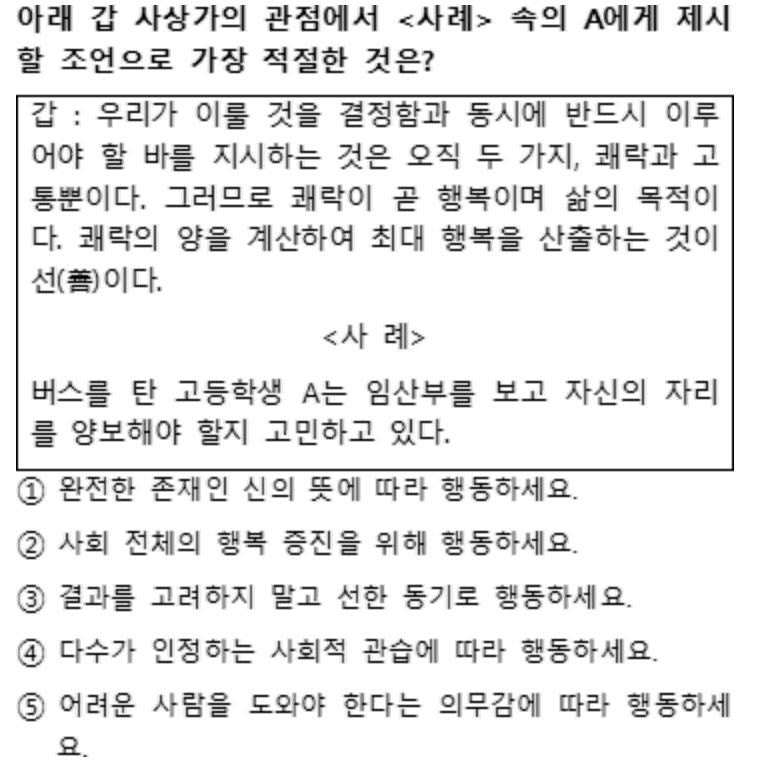 아래 갑 사상가의 관점에서 <사례> 속의 A에게 제시
할 조언으로 가장 적절한 것은?
갑 : 우리가 이룰 것을 결정함과 동시에 반드시 이루
어야 할 바를 지시하는 것은 오직 두 가지, 쾌락과 고
통뿐이다. 그러므로 쾌락이 곧 행복이며 삶의 목적이
다. 쾌락의 양을 계산하여 최대 행복을 산출하는 것이
선(善)이다.
<사 례>
버스를 탄 고등학생 A는 임산부를 보고 자신의 자리
를 양보해야 할지 고민하고 있다.
① 완전한 존재인 신의 뜻에 따라 행동하세요.
② 사회 전체의 행복 증진을 위해 행동하세요.
③ 결과를 고려하지 말고 선한 동기로 행동하세요.
④ 다수가 인정하는 사회적 관습에 따라 행동하세요.
⑤ 어려운 사람을 도와야 한다는 의무감에 따라 행동하세
요.